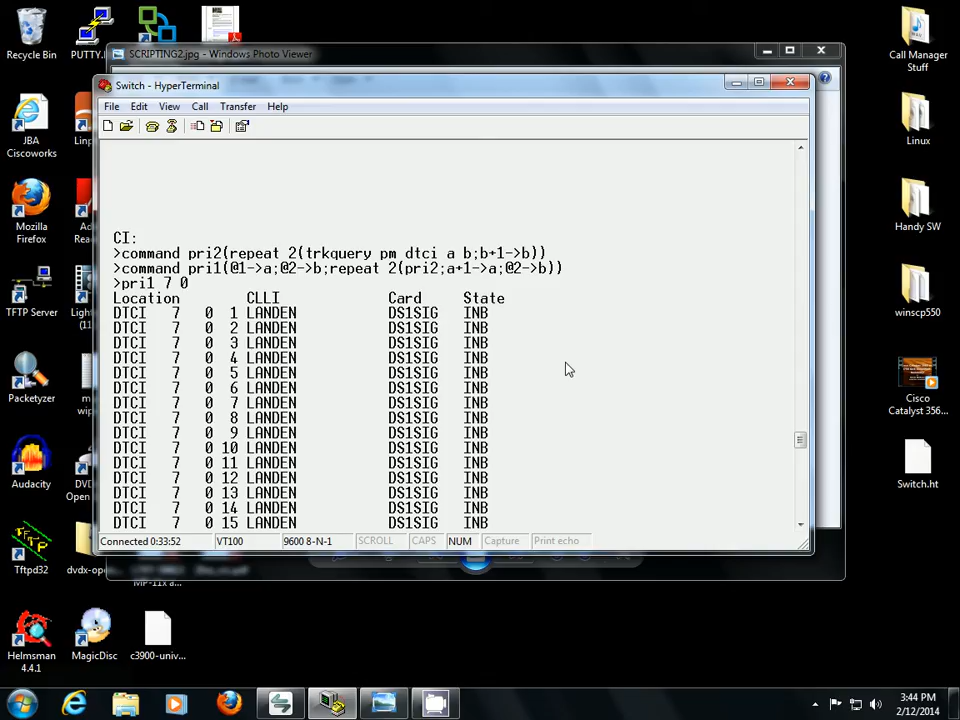 Recycle Bin
PUTTY.
SCRIPTING2.jpg - Windows Photo Viewer
Call Manager
Stuff
Switch - HyperTerminal
File Edit View Call Transfer Help
JBA
Ciscoworks
Linux
CI:
>command pri2(repeat 2(trkquery pm dtci a b;b+1->b))
>command pri1(@1->a;@2->b;repeat 2(pri2;a+1->a;@2->b))
>pri1 7 0
Location CLLI Card State
DTCI 7 0 1 LANDEN DS1SIG INB
DTCI 7 0 2 LANDEN DS1SIG INB
DTCI 7 0 3 LANDEN DS1SIG INB
DTCI 7 0 4 LANDEN DS1SIG INB
DTCI 7 0 5 LANDEN DS1SIG INB
DTCI 7 0 6 LANDEN DS1SIG INB
DTCI 7 0 7 LANDEN DS1SIG INB
DTCI 7 0 8 LANDEN DS1SIG INB
DTCI 7 0 9 LANDEN DS1SIG INB
DTCI 7 0 10 LANDEN DS1SIG INB
DTCI 7 0 11 LANDEN DS1SIG INB
DTCI 7 0 12 LANDEN DS1SIG INB
DTCI 7 0 13 LANDEN DS1SIG INB
DTCI 7 0 14 LANDEN DS1SIG INB
DTCI 7 0 15 LANDEN DS1SIG INB
Connected 0:33:52 VT100 9600 8-N-1 SCROLL CAPS NUM Capture Print echo
Mozilla
Firefox
Handy SW
TFTP Server
winscp550
Packetyzer
Cisco
Catalyst 356...
Audacity
Switch.ht
Tftpd32
dvdx-op
Helmsman
4.4.1
MagicDisc
c3900-univ...
3:44 PM
2/12/2014